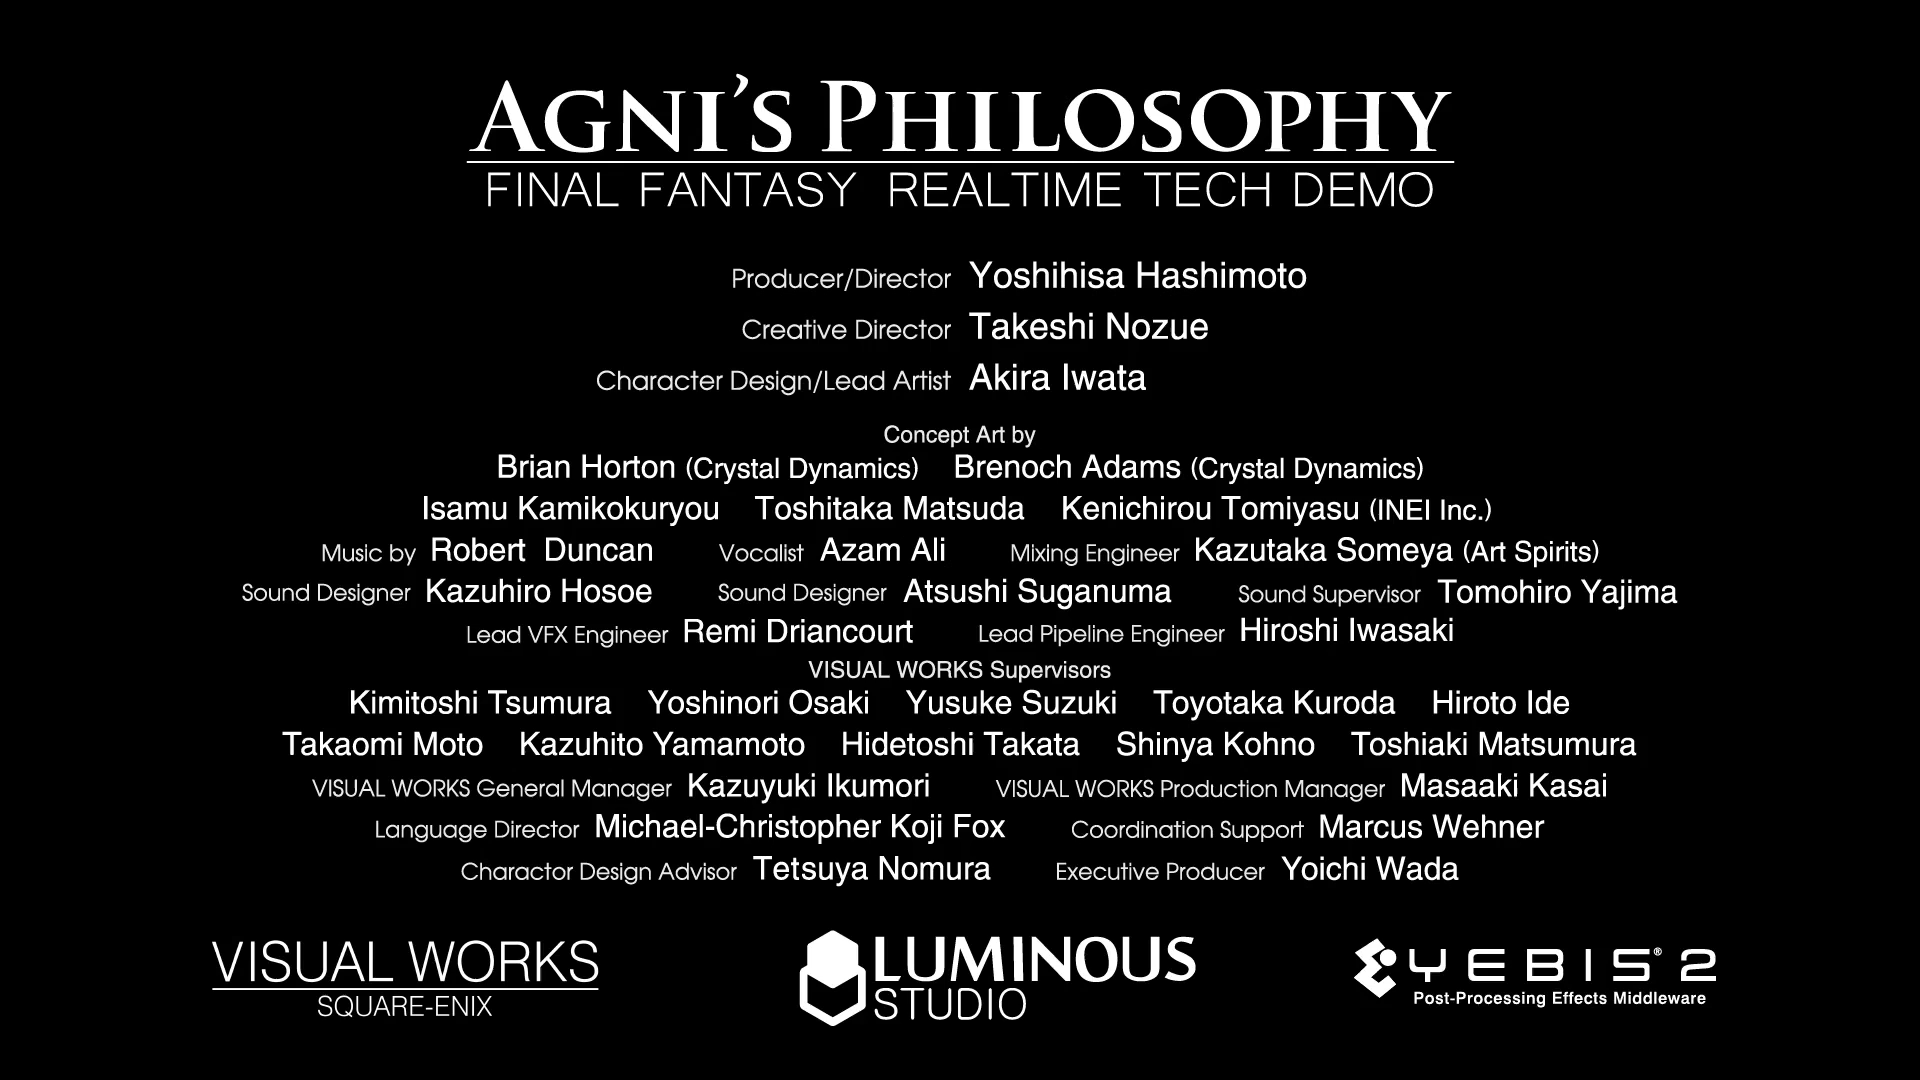 AGNI'S PHILOSOPHY
FINAL FANTASY REALTIME TECH DEMO
Producer/Director Yoshihisa Hashimoto
Creative Director Takeshi Nozue
Character Design/Lead Artist Akira Iwata
Concept Art by
Brian Horton (Crystal Dynamics) Brenoch Adams (Crystal Dynamics)
Isamu Kamikokuryou Toshitaka Matsuda Kenichirou Tomiyasu (INEI Inc.)
Music by Robert Duncan Vocalist Azam Ali Mixing Engineer Kazutaka Someya (Art Spirits)
Sound Designer Kazuhiro Hosoe Sound Designer Atsushi Suganuma Sound Supervisor Tomohiro Yajima
Lead VFX Engineer Remi Driancourt Lead Pipeline Engineer Hiroshi Iwasaki
VISUAL WORKS Supervisors
Kimitoshi Tsumura Yoshinori Osaki Yusuke Suzuki Toyotaka Kuroda Hiroto Ide
Takaomi Moto Kazuhito Yamamoto Hidetoshi Takata Shinya Kohno Toshiaki Matsumura
VISUAL WORKS General Manager Kazuyuki Ikumori VISUAL WORKS Production Manager Masaaki Kasai
Language Director Michael-Christopher Koji Fox Coordination Support Marcus Wehner
Charactor Design Advisor Tetsuya Nomura Executive Producer Yoichi Wada
VISUAL WORKS
SQUARE-ENIX
LUMINOUS
STUDIO
YEBIS® 2
Post-Processing Effects Middleware